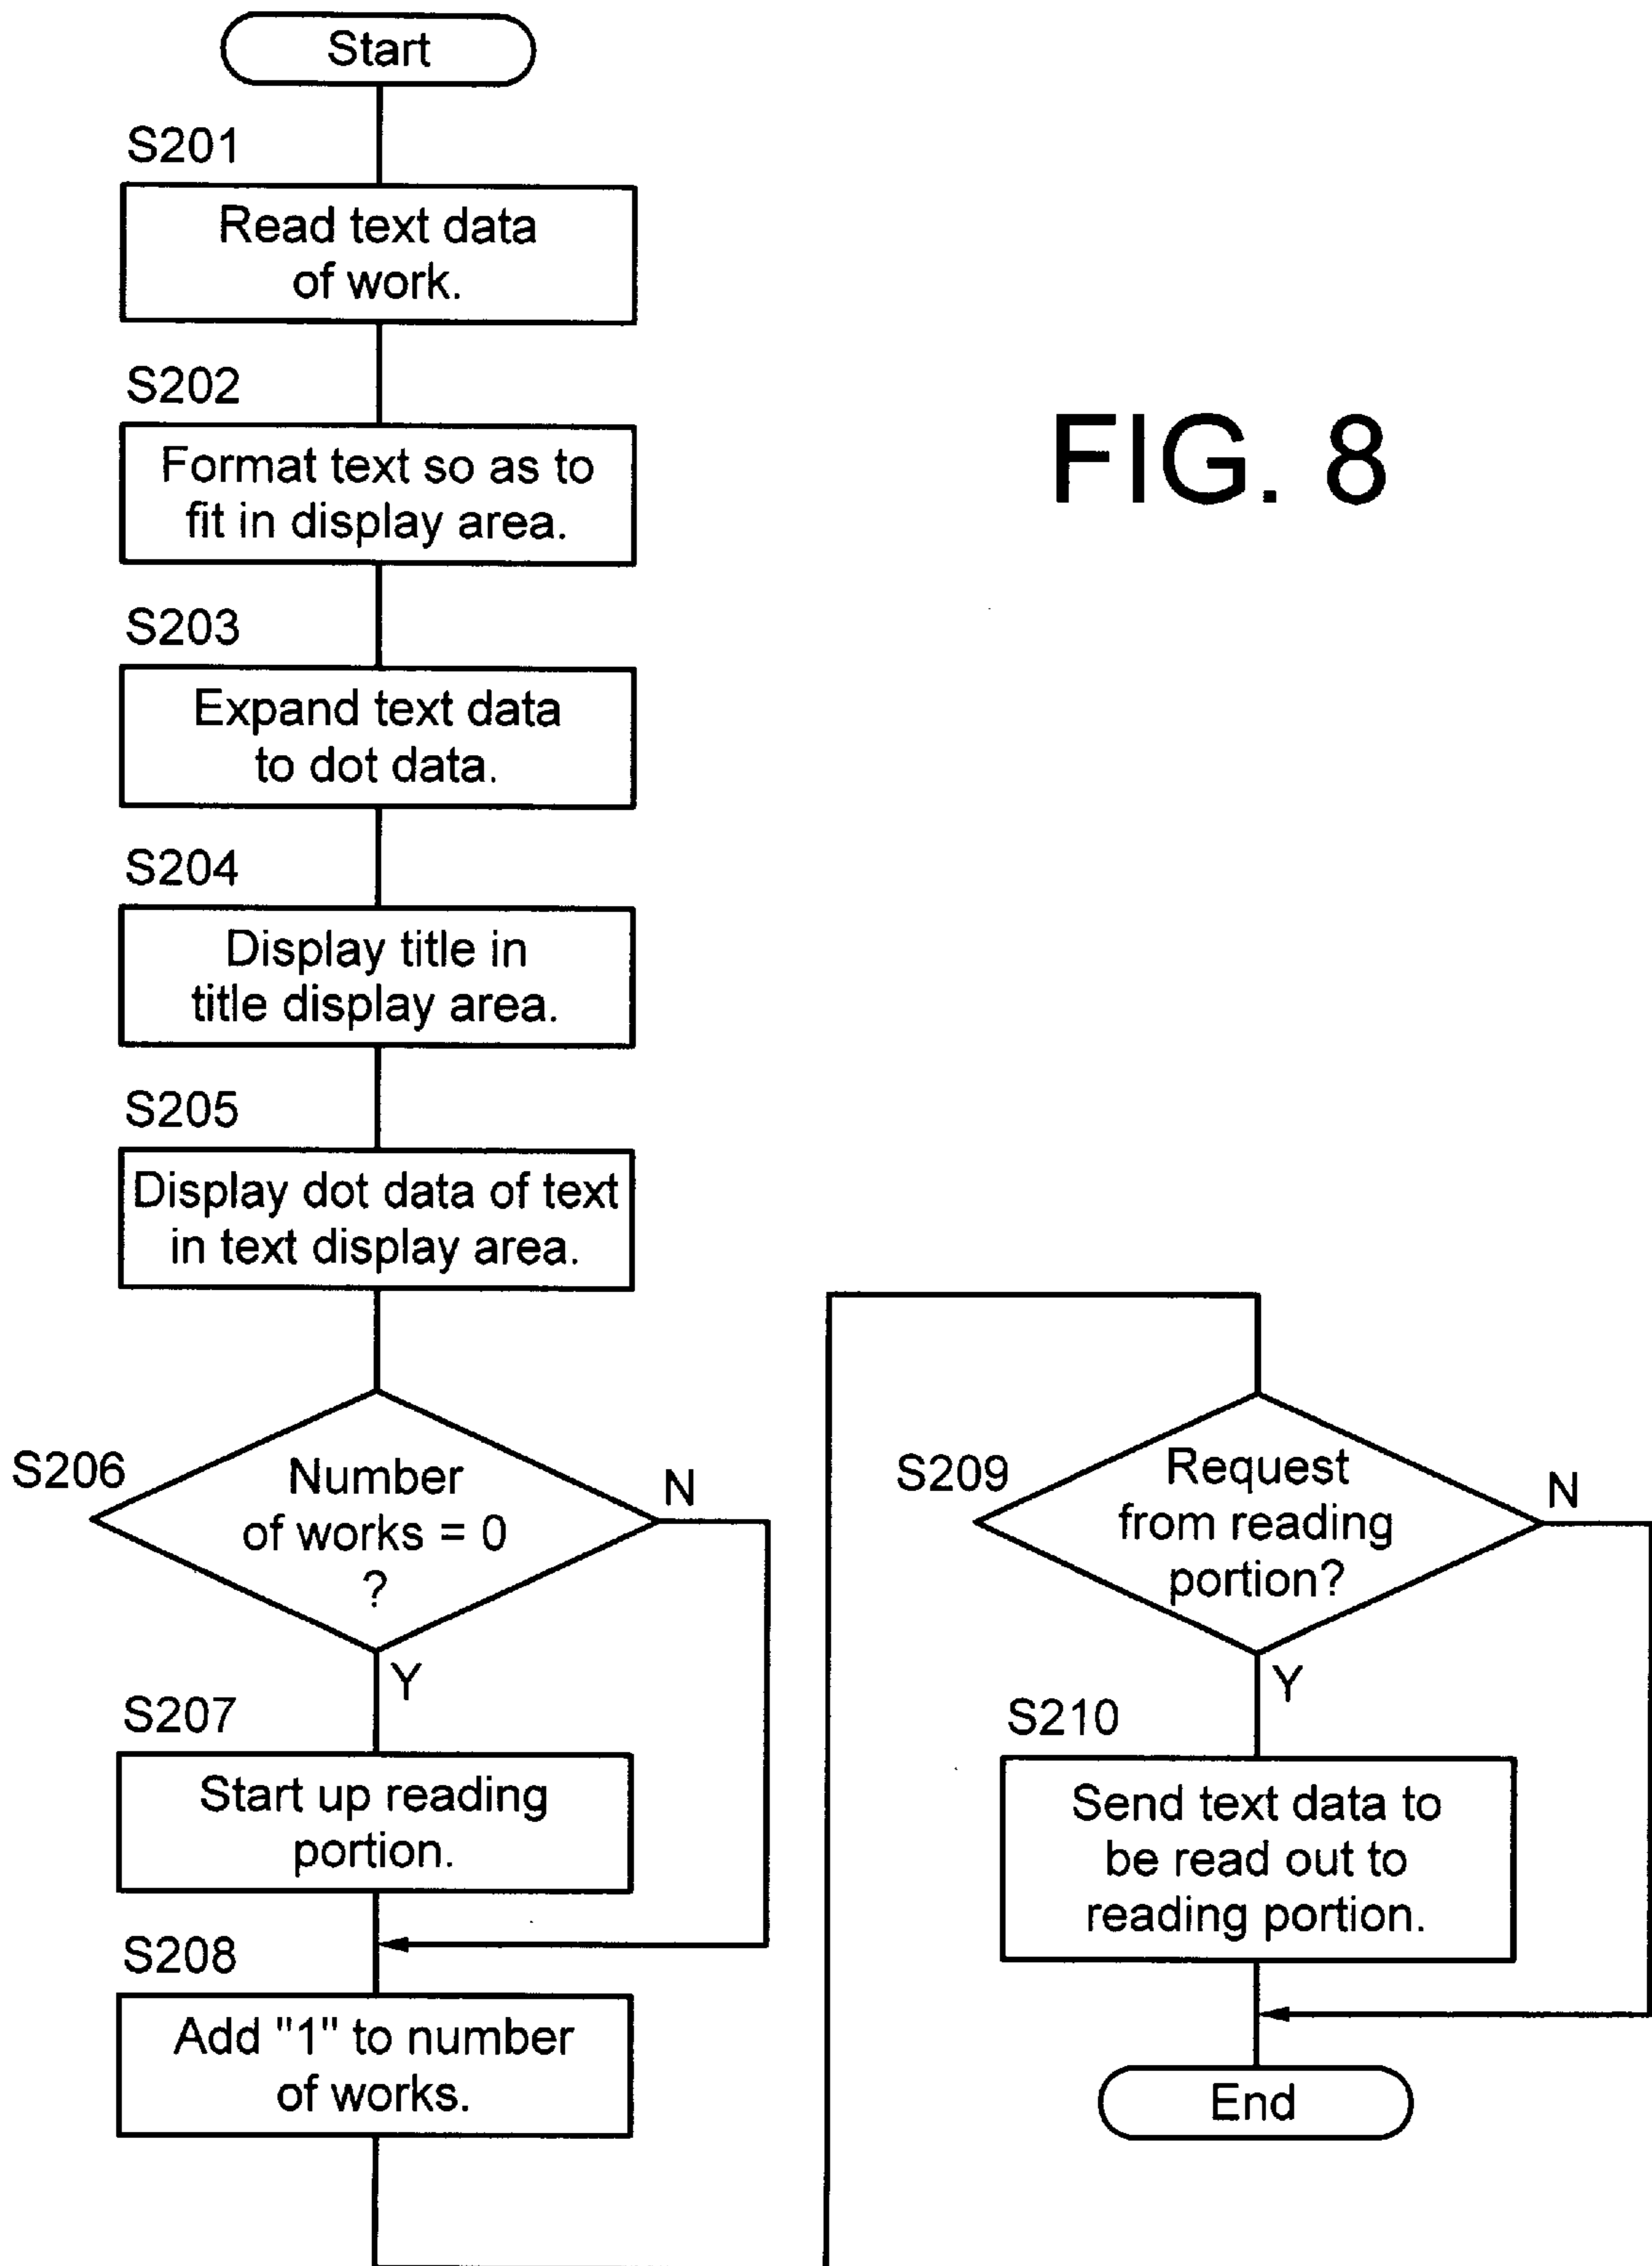 Start
S201
Read text data
of work.
S202
Format text so as to
fit in display area.
S203
Expand text data
to dot data.
S204
Display title in
title display area.
S205
Display dot data of text
in text display area.
S206
Number
of works = 0
?
N
Y
S207
Start up reading
portion.
S208
Add "1" to number
of works.
FIG. 8
S209
Request
from reading
portion?
N
Y
S210
Send text data to
be read out to
reading portion.
End